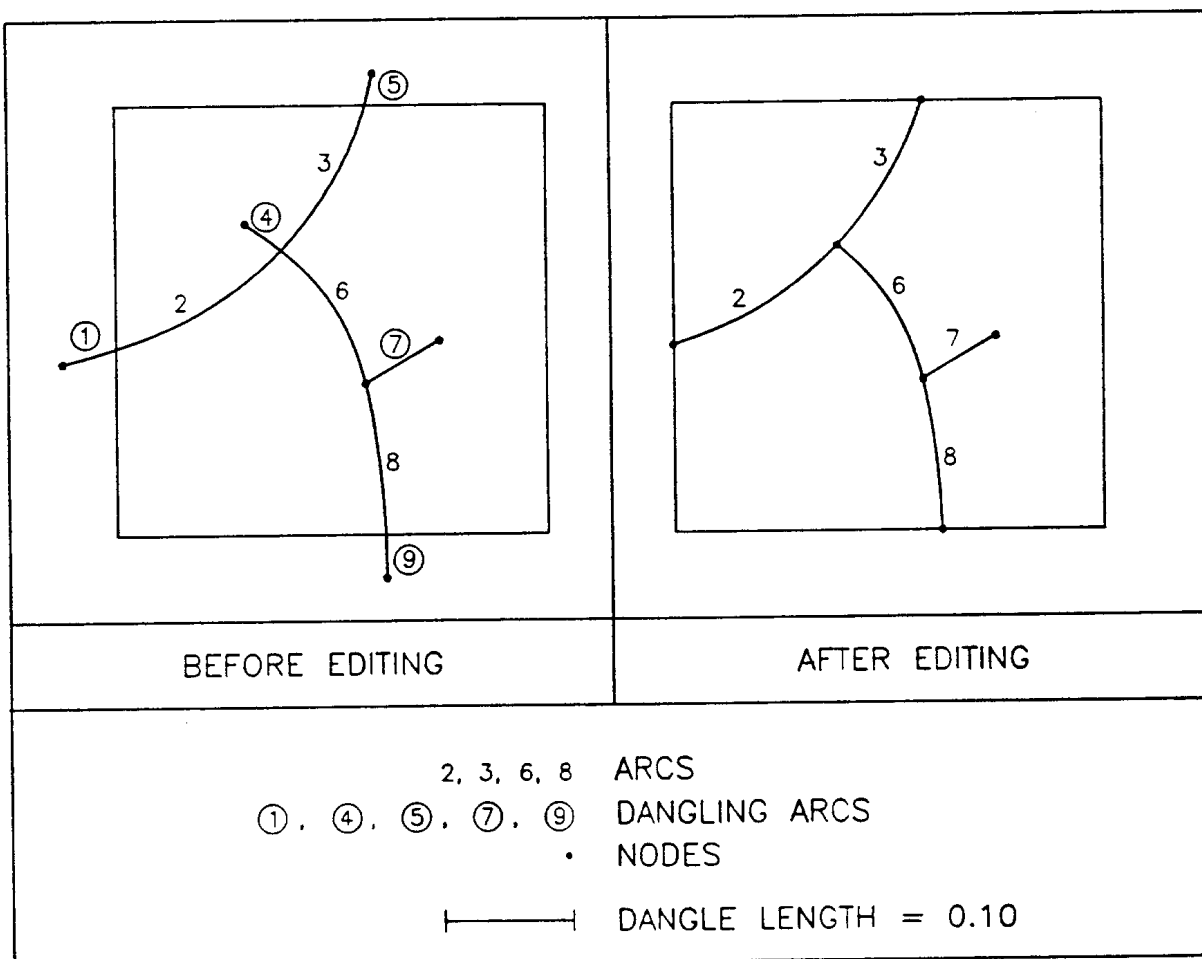 ⑤
3
④
2
6
①
⑦
8
⑨
3
2
6
7
8
BEFORE EDITING
AFTER EDITING
2, 3, 6, 8 ARCS
①, ④, ⑤, ⑦, ⑨ DANGLING ARCS
• NODES
DANGLE LENGTH = 0.10